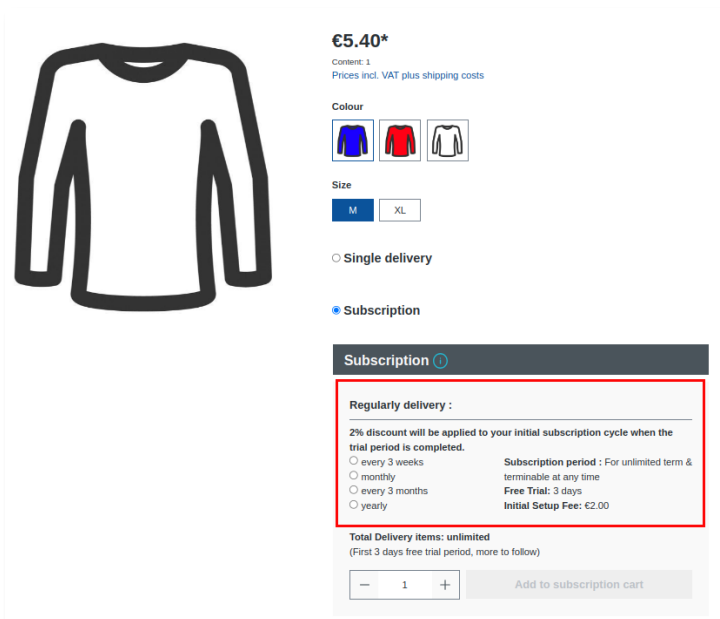 €5.40*
Content: 1
Prices incl. VAT plus shipping costs
Colour
Size
M
XL
Single delivery
Subscription
Subscription
Regularly delivery :
2% discount will be applied to your initial subscription cycle when the
trial period is completed.
every 3 weeks
monthly
every 3 months
yearly
Subscription period : For unlimited term &
terminable at any time
Free Trial: 3 days
Initial Setup Fee: €2.00
Total Delivery items: unlimited
(First 3 days free trial period, more to follow)
1
Add to subscription cart